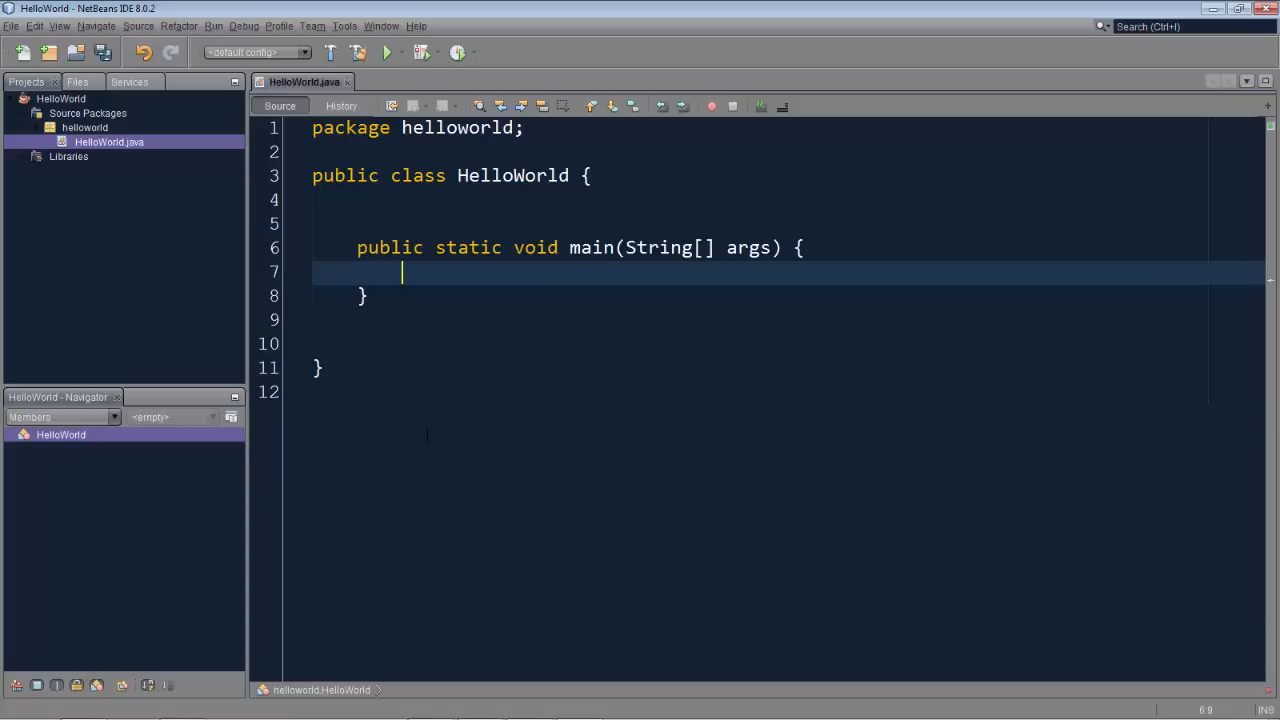 HelloWorld - NetBeans IDE 8.0.2
File Edit View Navigate Source Refactor Run Debug Profile Team Tools Window Help
Search (Ctrl+I)
<default config>
Projects Files Services
HelloWorld
Source Packages
helloworld
HelloWorld.java
Libraries
HelloWorld - Navigator
Members <empty>
HelloWorld
HelloWorld.java
Source History
1 package helloworld;
2
3 public class HelloWorld {
4
5
6 public static void main(String[] args) {
7
8 }
9
10
11 }
12
helloworld.HelloWorld
6:9 INS